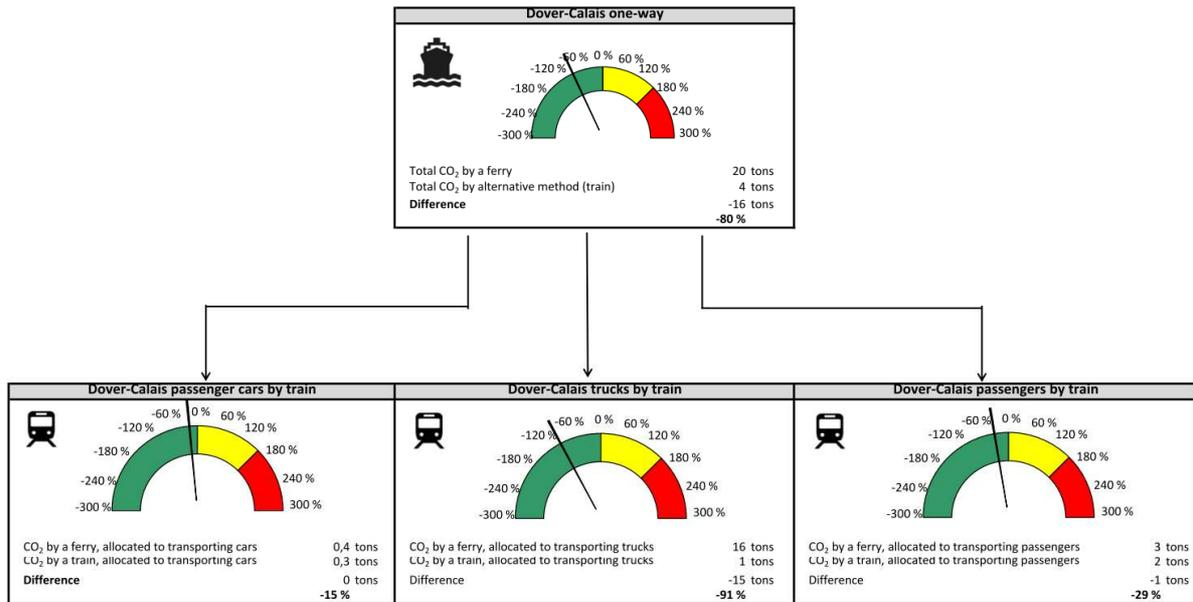 Dover-Calais one-way
-60 % 0 % 60 %
-120 % 120 %
-180 % 180 %
-240 % 240 %
-300 % 300 %
Total CO₂ by a ferry 20 tons
Total CO₂ by alternative method (train) 4 tons
Difference -16 tons
-80 %
Dover-Calais passenger cars by train
-60 % 0 % 60 %
-120 % 120 %
-180 % 180 %
-240 % 240 %
-300 % 300 %
CO₂ by a ferry, allocated to transporting cars 0,4 tons
CO₂ by a train, allocated to transporting cars 0,3 tons
Difference 0 tons
-15 %
Dover-Calais trucks by train
-60 % 0 % 60 %
-120 % 120 %
-180 % 180 %
-240 % 240 %
-300 % 300 %
CO₂ by a ferry, allocated to transporting trucks 16 tons
CO₂ by a train, allocated to transporting trucks 1 tons
Difference -15 tons
-91 %
Dover-Calais passengers by train
-60 % 0 % 60 %
-120 % 120 %
-180 % 180 %
-240 % 240 %
-300 % 300 %
CO₂ by a ferry, allocated to transporting passengers 3 tons
CO₂ by a train, allocated to transporting passengers 2 tons
Difference -1 tons
-29 %